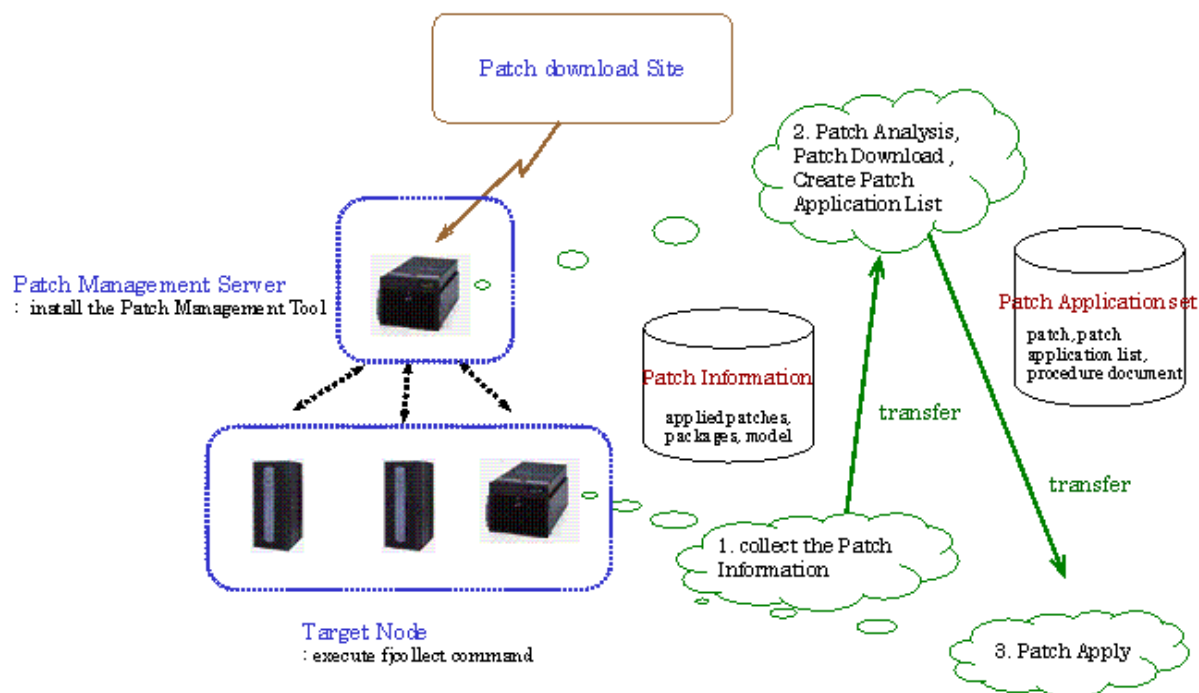 Patch download Site
2. Patch Analysis,
Patch Download ,
Create Patch
Application List
Patch Management Server
: install the Patch Management Tool
Patch Application set
patch, patch
application list,
procedure document
Patch Information
applied patches,
packages, model
transfer
transfer
1. collect the Patch
Information
Target Node
: execute fjcollect command
3. Patch Apply